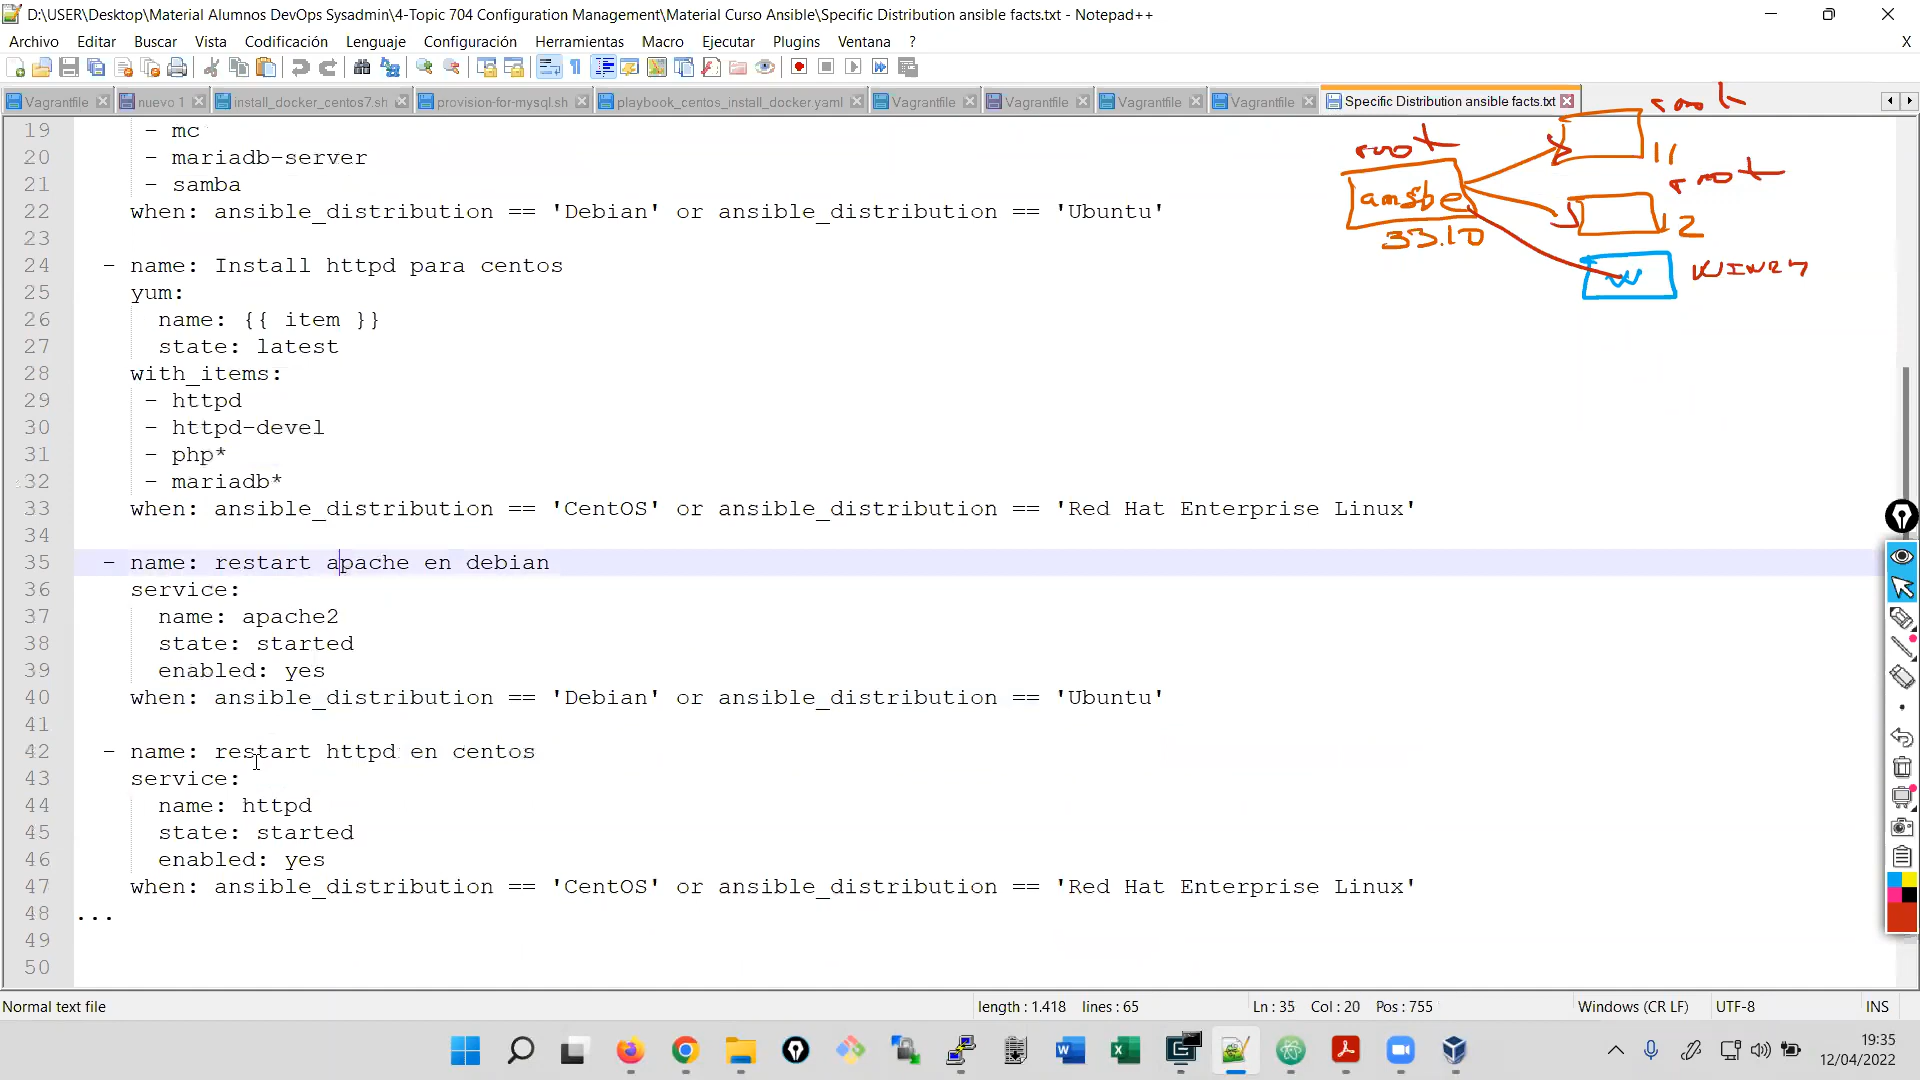 D:\USER\Desktop\Material Alumnos DevOps Sysadmin\4-Topic 704 Configuration Management\Material Curso Ansible\Specific Distribution ansible facts.txt - Notepad++
Archivo Editar Buscar Vista Codificación Lenguaje Configuración Herramientas Macro Ejecutar Plugins Ventana ? X
Vagrantfile nuevo 1 install_docker_centos7.sh provision-for-mysql.sh playbook_centos_install_docker.yaml Vagrantfile Vagrantfile Vagrantfile Vagrantfile Specific Distribution ansible facts.txt
19 - mc
20 - mariadb-server
21 - samba
22 when: ansible_distribution == 'Debian' or ansible_distribution == 'Ubuntu'
23
24 - name: Install httpd para centos
25 yum:
26 name: {{ item }}
27 state: latest
28 with_items:
29 - httpd
30 - httpd-devel
31 - php*
32 - mariadb*
33 when: ansible_distribution == 'CentOS' or ansible_distribution == 'Red Hat Enterprise Linux'
34
35 - name: restart apache en debian
36 service:
37 name: apache2
38 state: started
39 enabled: yes
40 when: ansible_distribution == 'Debian' or ansible_distribution == 'Ubuntu'
41
42 - name: restart httpd en centos
43 service:
44 name: httpd
45 state: started
46 enabled: yes
47 when: ansible_distribution == 'CentOS' or ansible_distribution == 'Red Hat Enterprise Linux'
48 ...
49
50
root
root
11
root
ansbe
33.10
12
W
Normal text file length : 1.418 lines : 65 Ln : 35 Col : 20 Pos : 755 Windows (CR LF) UTF-8 INS
19:35
12/04/2022